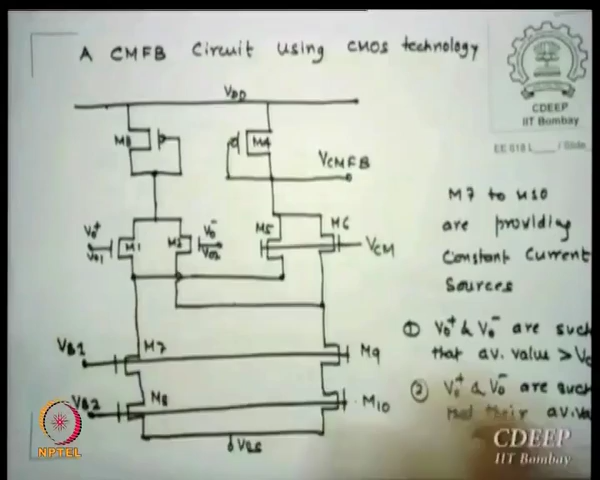 A CMFB Circuit using CMOS technology
CDEEP
IIT Bombay
EE 618 L___ / Slide
VDD
M3
M4
VCMFB
M7 to M10
are providing
Constant Current
Sources
Vo+
Vo1
M1
M2
Vo-
Vo2
M5
M6
VCM
① Vo+ & Vo- are such
that av. value >
② Vo+ & Vo- are such
their
VB1
M7
M9
VB2
M8
M10
VSS
NPTEL
CDEEP
IIT Bombay